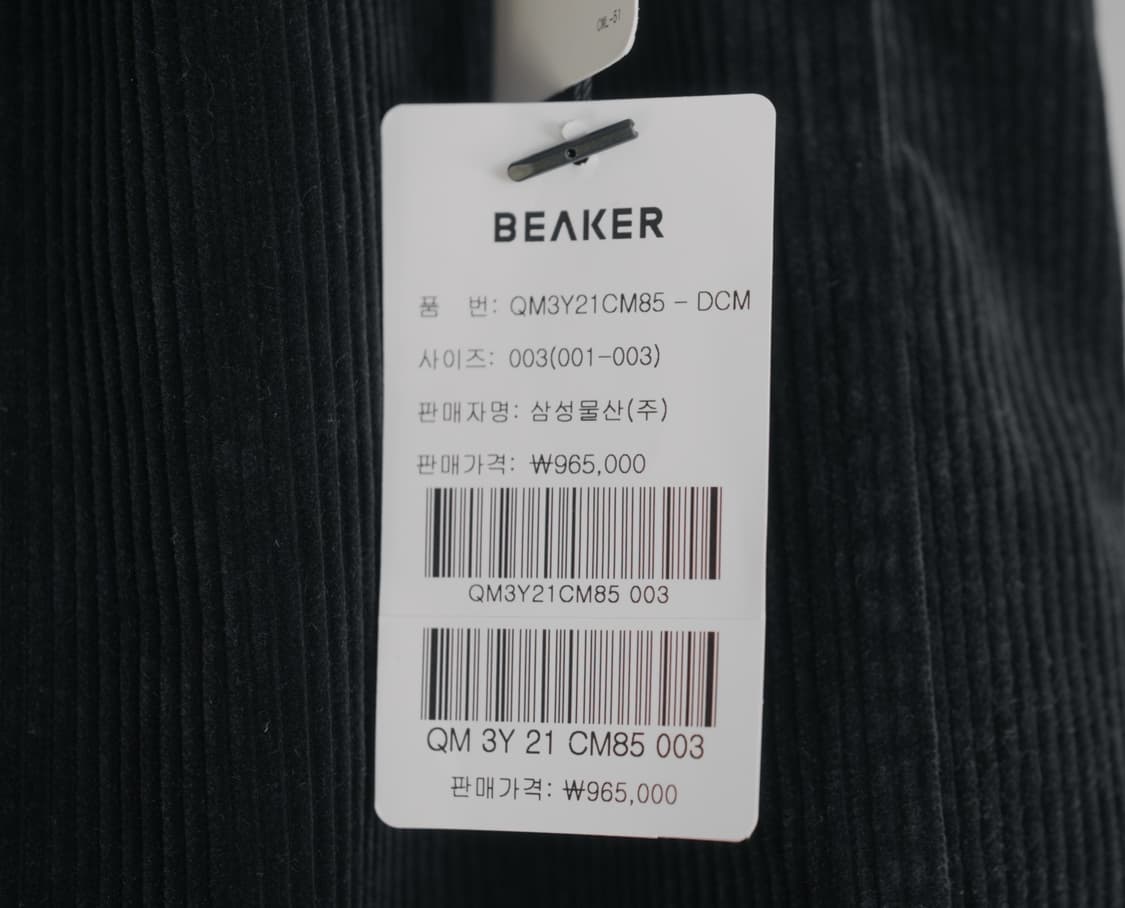 CML-51
BEAKER
품 번: QM3Y21CM85 - DCM
사이즈: 003(001-003)
판매자명: 삼성물산(주)
판매가격: ₩965,000
QM3Y21CM85 003
QM 3Y 21 CM85 003
판매가격: ₩965,000